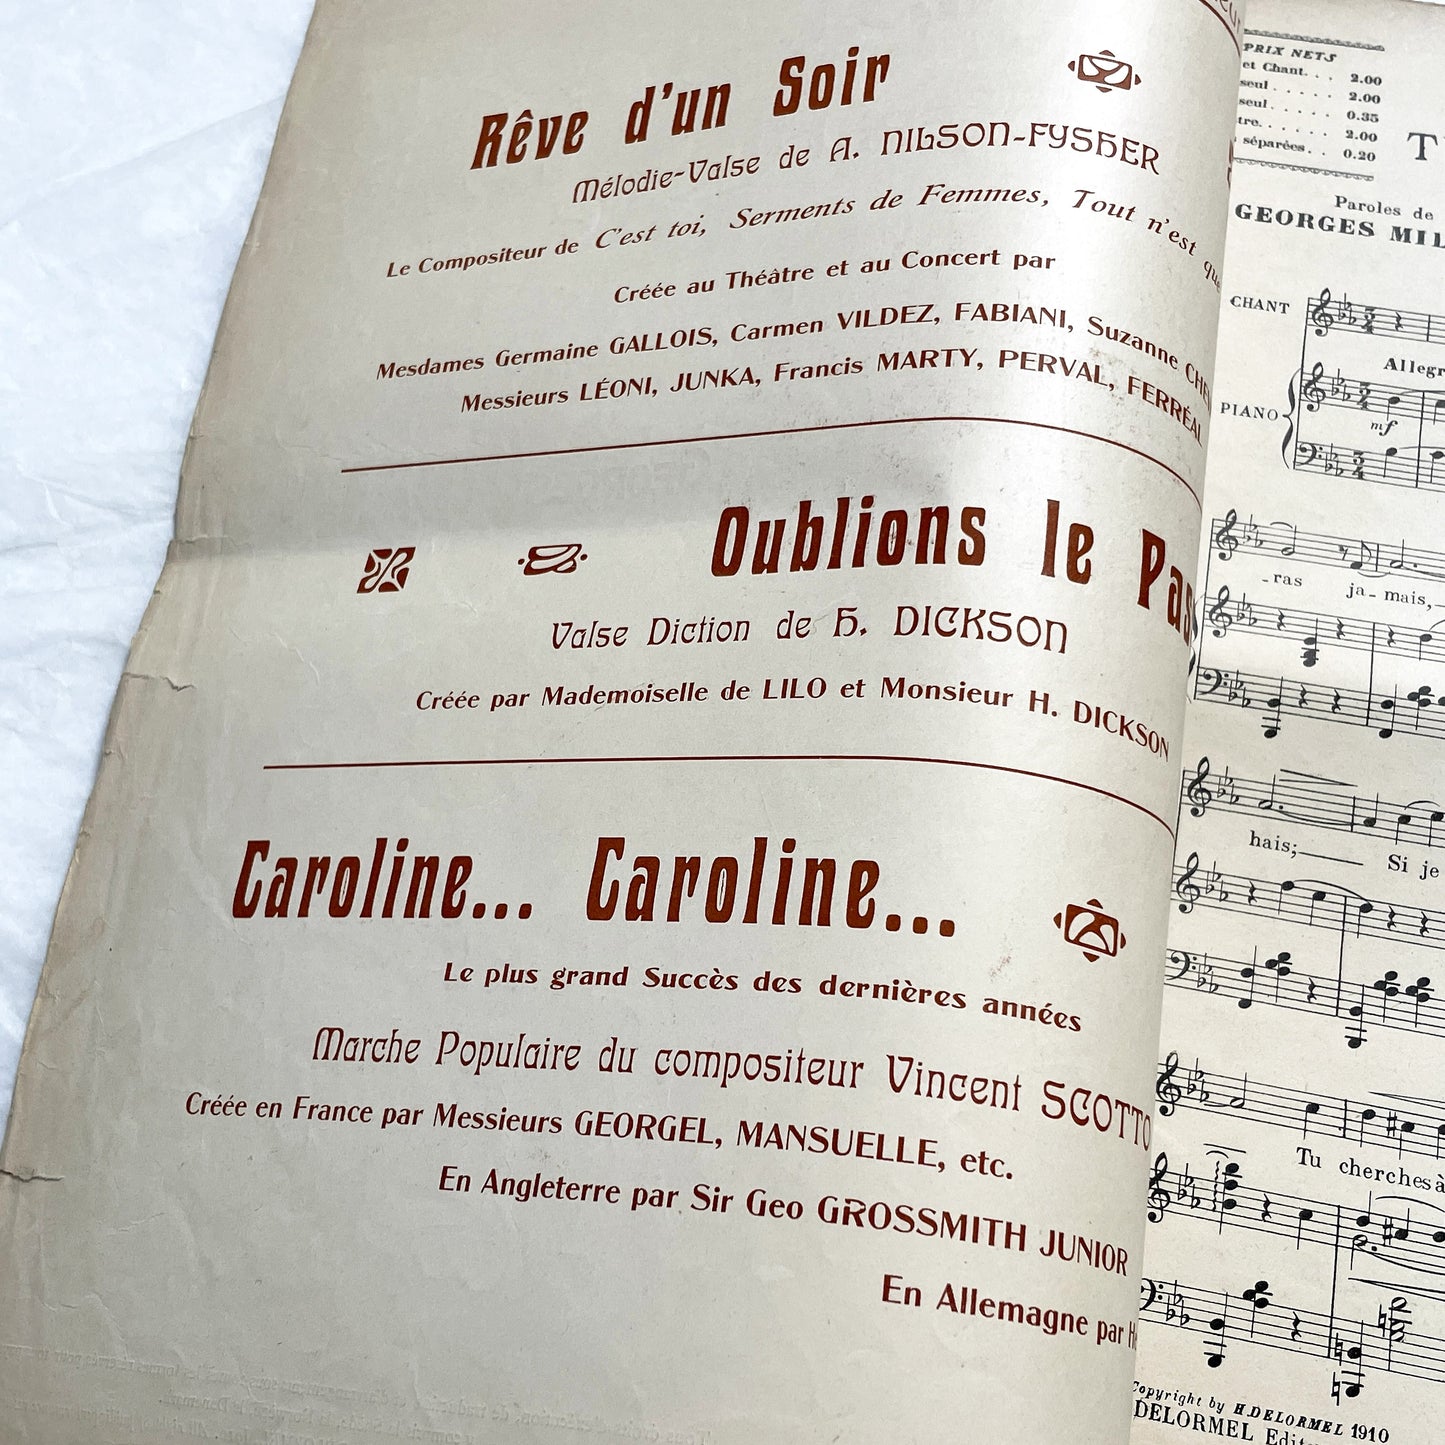 Rêve d'un Soir
Mélodie-Valse de A. NILSON-FYSHER
Le Compositeur de C'est toi, Serments de Femmes, Tout n'est que
Créée au Théâtre et au Concert par
Mesdames Germaine GALLOIS, Carmen VILDEZ, FABIANI, Suzanne
Messieurs LÉONI, JUNKA, Francis MARTY, PERVAL, FERRÉAL
Oublions le Pas
Valse Diction de H. DICKSON
Créée par Mademoiselle de LILO et Monsieur H. DICKSON
Caroline... Caroline...
Le plus grand Succès des dernières années
Marche Populaire du compositeur Vincent SCOTTO
Créée en France par Messieurs GEORGEL, MANSUELLE, etc.
En Angleterre par Sir Geo GROSSMITH JUNIOR
En Allemagne par
PRIX NETS
et Chant. . . 2.00
seul . . . . . 2.00
seul . . . . . 0.35
tre. . . . . . 2.00
séparées. . . 0.20
T
Paroles de
GEORGES MIL
CHANT
Allegr
PIANO
mf
-ras ja-mais,-
hais; Si je
Tu cherches à
Copyright by H. DELORMEL 1910
DELORMEL Edit